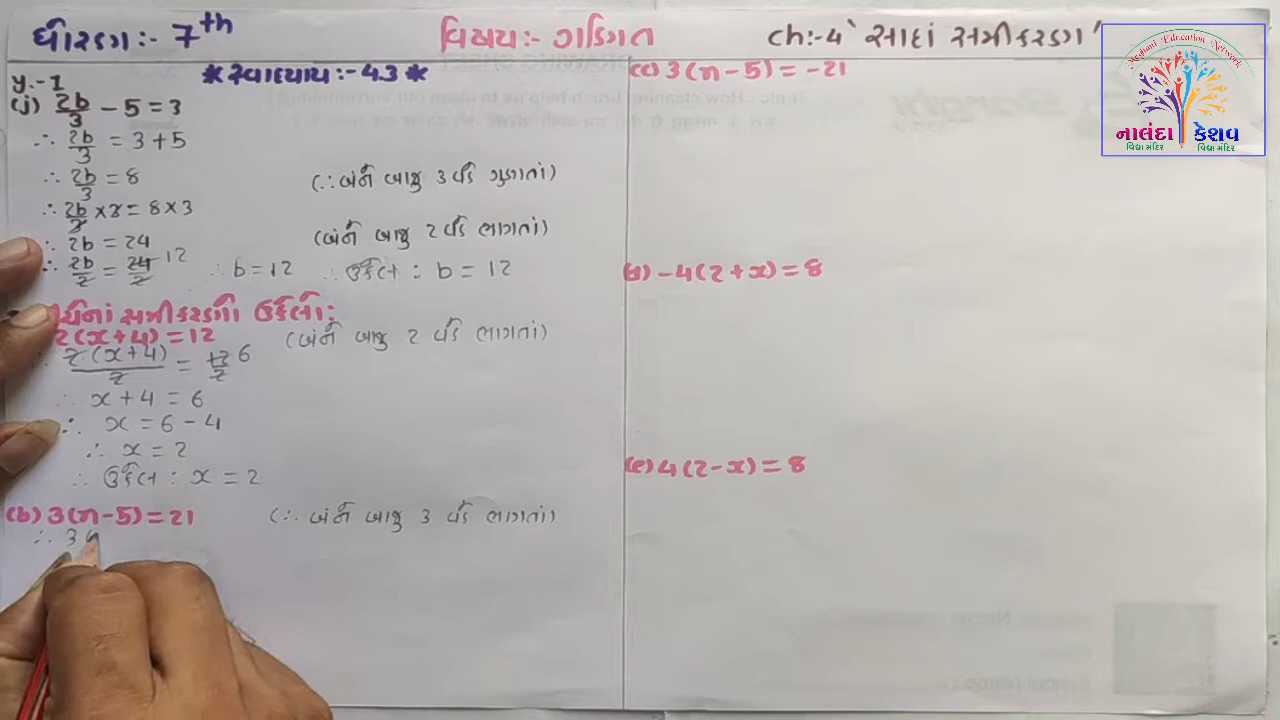 ધોરણ:- 7th
વિષય:- ગણિત
ch:-4 "સાદાં સમીકરણ"
* સ્વાધ્યાય:- 4.3 *
પ્ર.-1
(j) 2b/3 - 5 = 3
∴ 2b/3 = 3 + 5
∴ 2b/3 = 8 (∴ બંને બાજુ 3 વડે ગુણતાં)
∴ 2b/3 × 3 = 8 × 3
∴ 2b = 24 (બંને બાજુ 2 વડે ભાગતાં)
∴ 2b/2 = 24/2 12 ∴ b = 12 ∴ ઉકેલ : b = 12
સમીકરણો ઉકેલો:
2(x+4) = 12 (બંને બાજુ 2 વડે ભાગતાં)
2(x+4)/2 = 12/2 6
∴ x + 4 = 6
∴ x = 6 - 4
∴ x = 2
∴ ઉકેલ : x = 2
(b) 3(n-5) = 21 (∴ બંને બાજુ 3 વડે ભાગતાં)
∴ 3
(c) 3(n-5) = -21
(d) -4(2+x) = 8
(e) 4(2-x) = 8
Meghani Education Network
નાલંદા કેશવ
વિદ્યા મંદિર વિદ્યા મંદિર